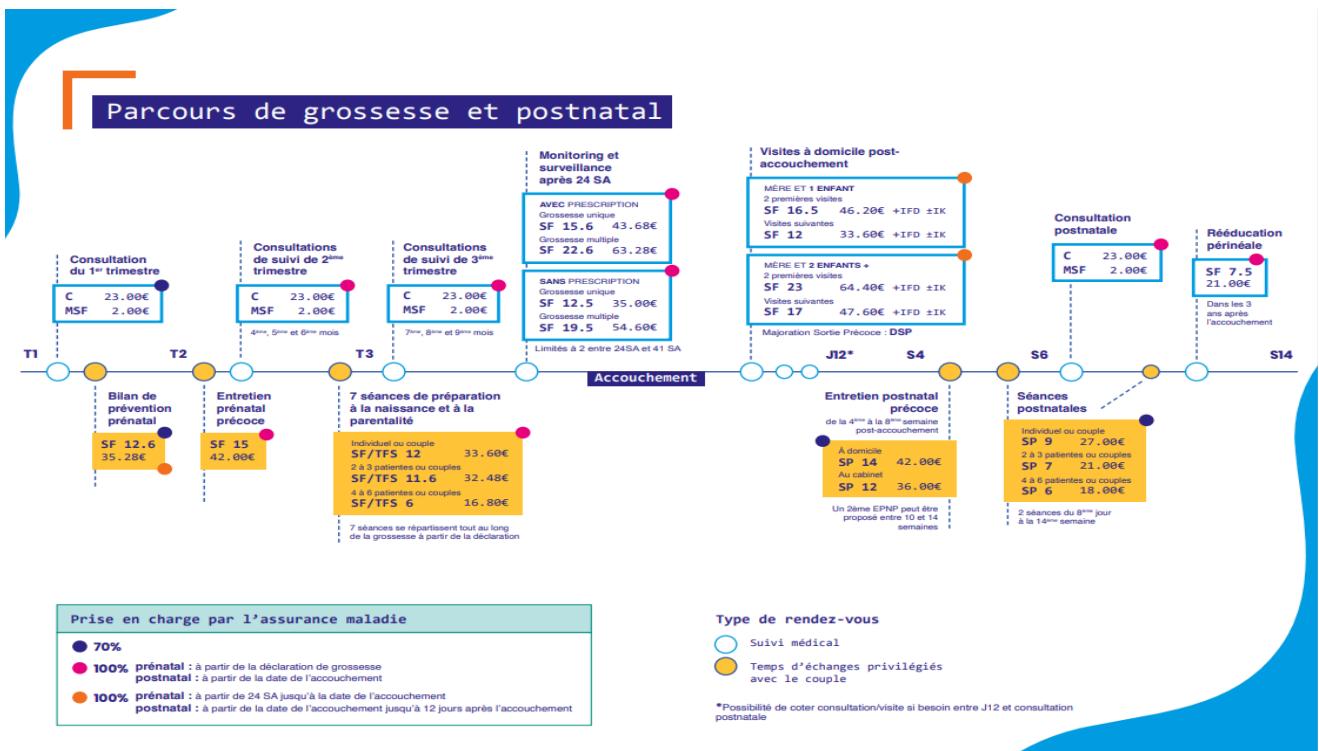 Parcours de grossesse et postnatal
Consultation
du 1er trimestre
C 23.00€
MSF 2.00€
Consultations
de suivi de 2ème
trimestre
C 23.00€
MSF 2.00€
4ème, 5ème et 6ème mois
Consultations
de suivi de 3ème
trimestre
C 23.00€
MSF 2.00€
7ème, 8ème et 9ème mois
Monitoring et
surveillance
après 24 SA
AVEC PRESCRIPTION
Grossesse unique
SF 15.6 43.68€
Grossesse multiple
SF 22.6 63.28€
SANS PRESCRIPTION
Grossesse unique
SF 12.5 35.00€
Grossesse multiple
SF 19.5 54.60€
Limités à 2 entre 24SA et 41 SA
Visites à domicile post-
accouchement
MÈRE ET 1 ENFANT
2 premières visites
SF 16.5 46.20€ +IFD ±IK
Visites suivantes
SF 12 33.60€ +IFD ±IK
MÈRE ET 2 ENFANTS +
2 premières visites
SF 23 64.40€ +IFD ±IK
Visites suivantes
SF 17 47.60€ +IFD ±IK
Majoration Sortie Précoce : DSP
Consultation
postnatale
C 23.00€
MSF 2.00€
Rééducation
périnéale
SF 7.5
21.00€
Dans les 3
ans après
l'accouchement
T1 T2 T3 J12* S4 S6 S14
Accouchement
Bilan de
prévention
prénatal
SF 12.6
35.28€
Entretien
prénatal
précoce
SF 15
42.00€
7 séances de préparation
à la naissance et à la
parentalité
Individuel ou couple
SF/TFS 12 33.60€
2 à 3 patientes ou couples
SF/TFS 11.6 32.48€
4 à 6 patientes ou couples
SF/TFS 6 16.80€
7 séances se répartissent tout au long
de la grossesse à partir de la déclaration
Entretien postnatal
précoce
de la 4ème à la 8ème semaine
post-accouchement
À domicile
SP 14 42.00€
Au cabinet
SP 12 36.00€
Un 2ème EPNP peut être
proposé entre 10 et 14
semaines
Séances
postnatales
Individuel ou couple
SP 9 27.00€
2 à 3 patientes ou couples
SP 7 21.00€
4 à 6 patientes ou couples
SP 6 18.00€
2 séances du 8ème jour
à la 14ème semaine
Prise en charge par l'assurance maladie
70%
100% prénatal : à partir de la déclaration de grossesse
postnatal : à partir de la date de l'accouchement
100% prénatal : à partir de 24 SA jusqu'à la date de l'accouchement
postnatal : à partir de la date de l'accouchement jusqu'à 12 jours après l'accouchement
Type de rendez-vous
Suivi médical
Temps d'échanges privilégiés
avec le couple
*Possibilité de coter consultation/visite si besoin entre J12 et consultation
postnatale